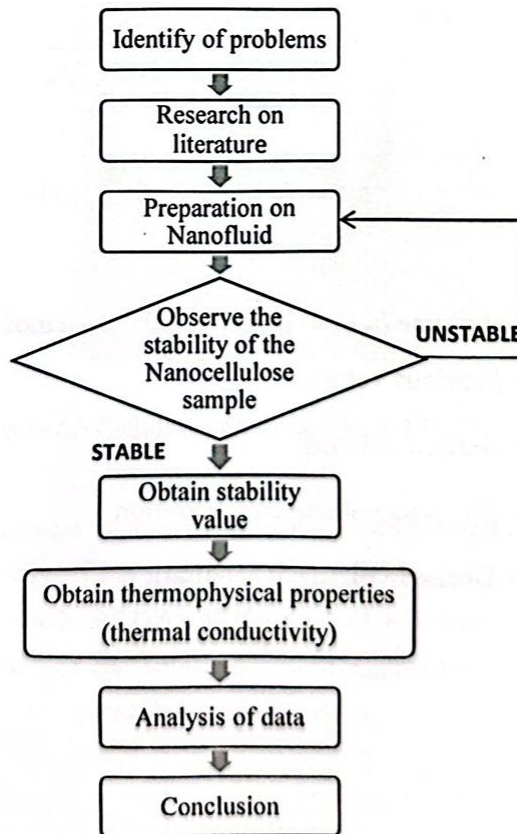 Identify of problems
Research on
literature
Preparation on
Nanofluid
Observe the
stability of the
Nanocellulose
sample
UNSTABLE
STABLE
Obtain stability
value
Obtain thermophysical properties
(thermal conductivity)
Analysis of data
Conclusion